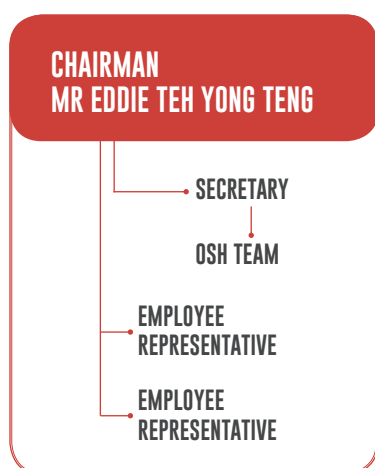 CHAIRMAN
MR EDDIE TEH YONG TENG
SECRETARY
OSH TEAM
EMPLOYEE
REPRESENTATIVE
EMPLOYEE
REPRESENTATIVE